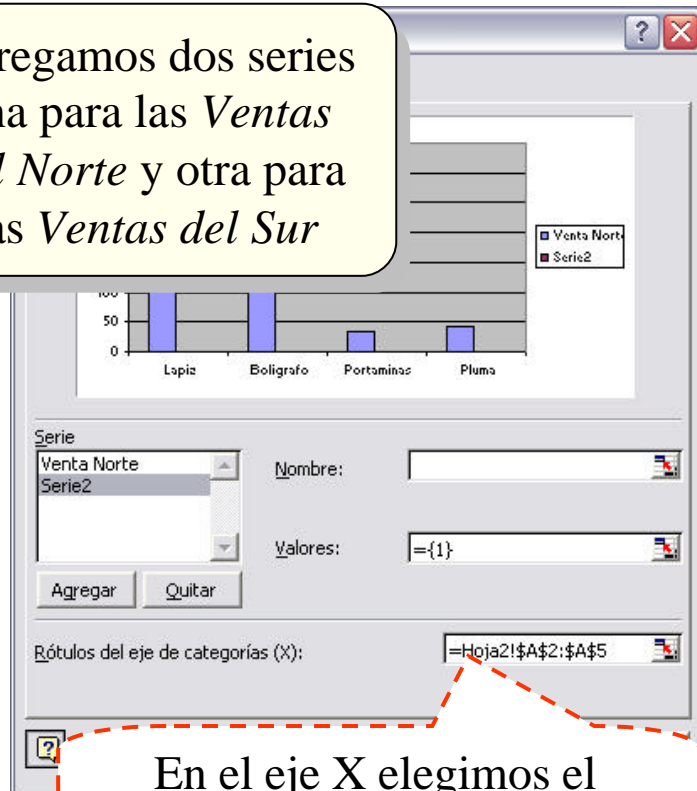 regamos dos series
na para las Ventas
l Norte y otra para
as Ventas del Sur
Venta Norte
Serie2
100
50
0
Lapiz Boligrafo Portaminas Pluma
Serie
Venta Norte
Serie2
Nombre:
Valores: ={1}
Agregar Quitar
Rótulos del eje de categorías (X): =Hoja2!$A$2:$A$5
En el eje X elegimos el